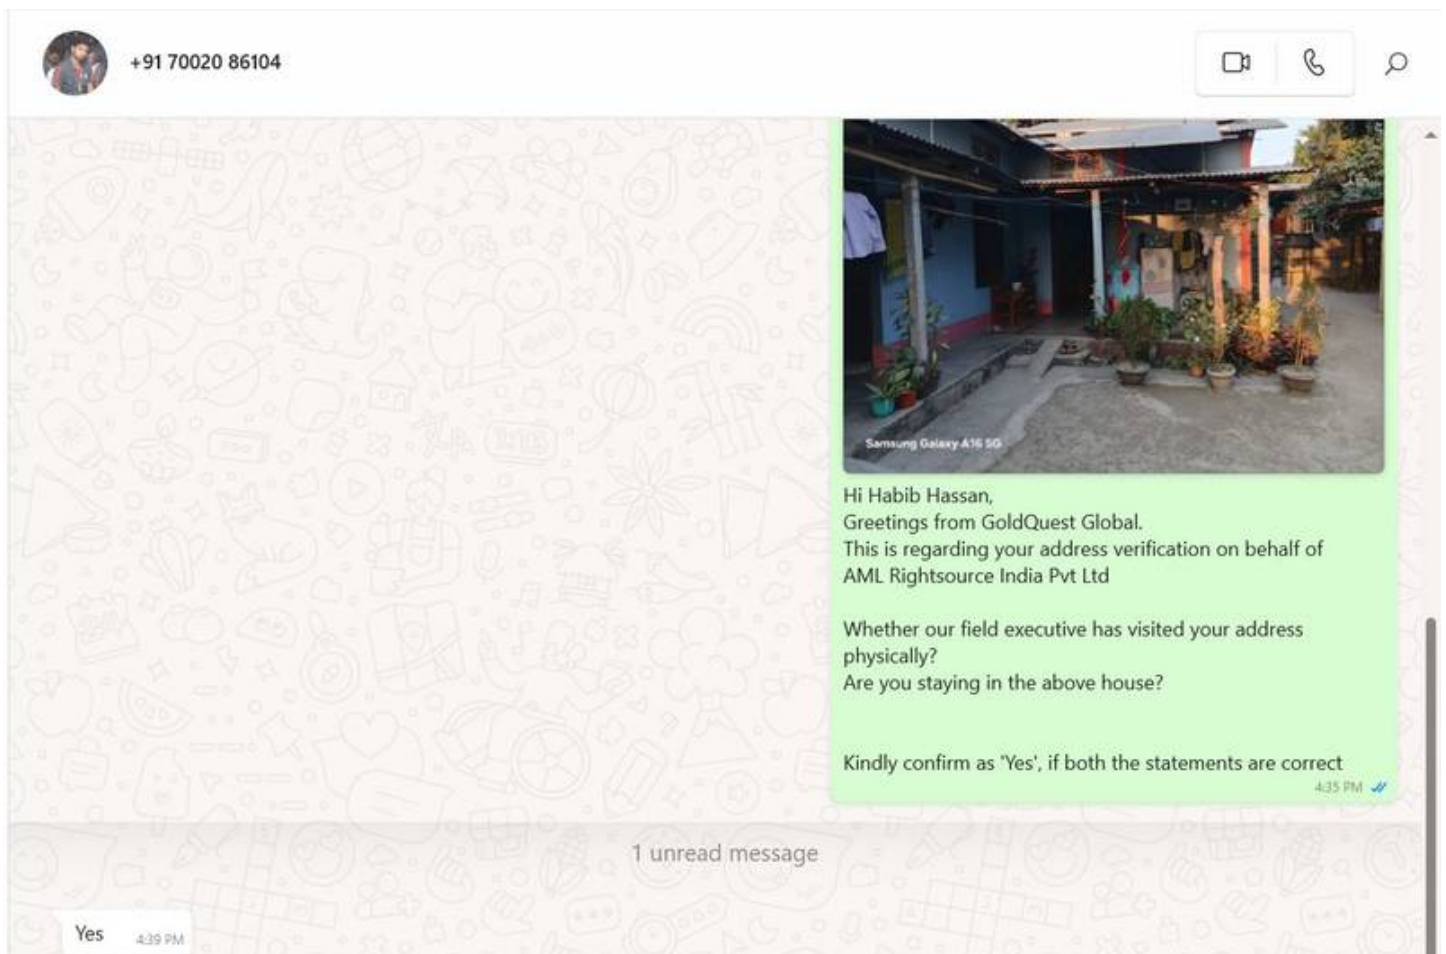 +91 70020 86104
Samsung Galaxy A16 5G
Hi Habib Hassan,
Greetings from GoldQuest Global.
This is regarding your address verification on behalf of
AML Rightsource India Pvt Ltd
Whether our field executive has visited your address
physically?
Are you staying in the above house?
Kindly confirm as 'Yes', if both the statements are correct
4:35 PM
1 unread message
Yes
4:39 PM